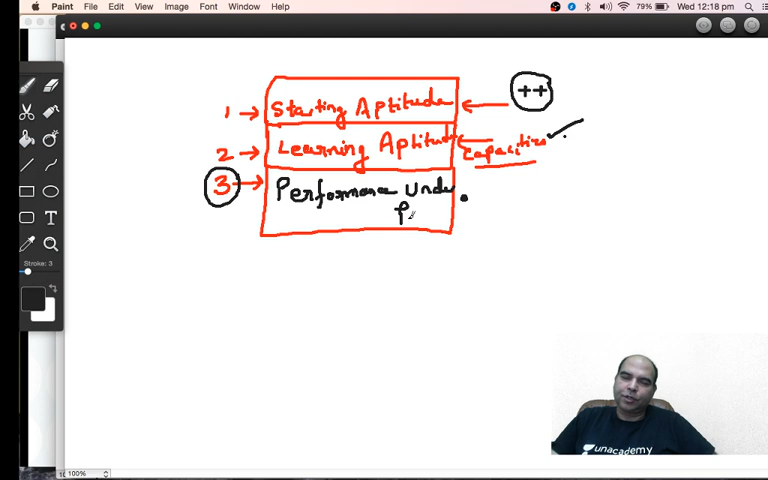 Paint File Edit View Image Font Window Help 79% Wed 12:18 pm
++
1 Starting Aptitude
2 Learning Aptitude Capacities
3 Performance Under
P
Stroke: 3
unacademy
100%